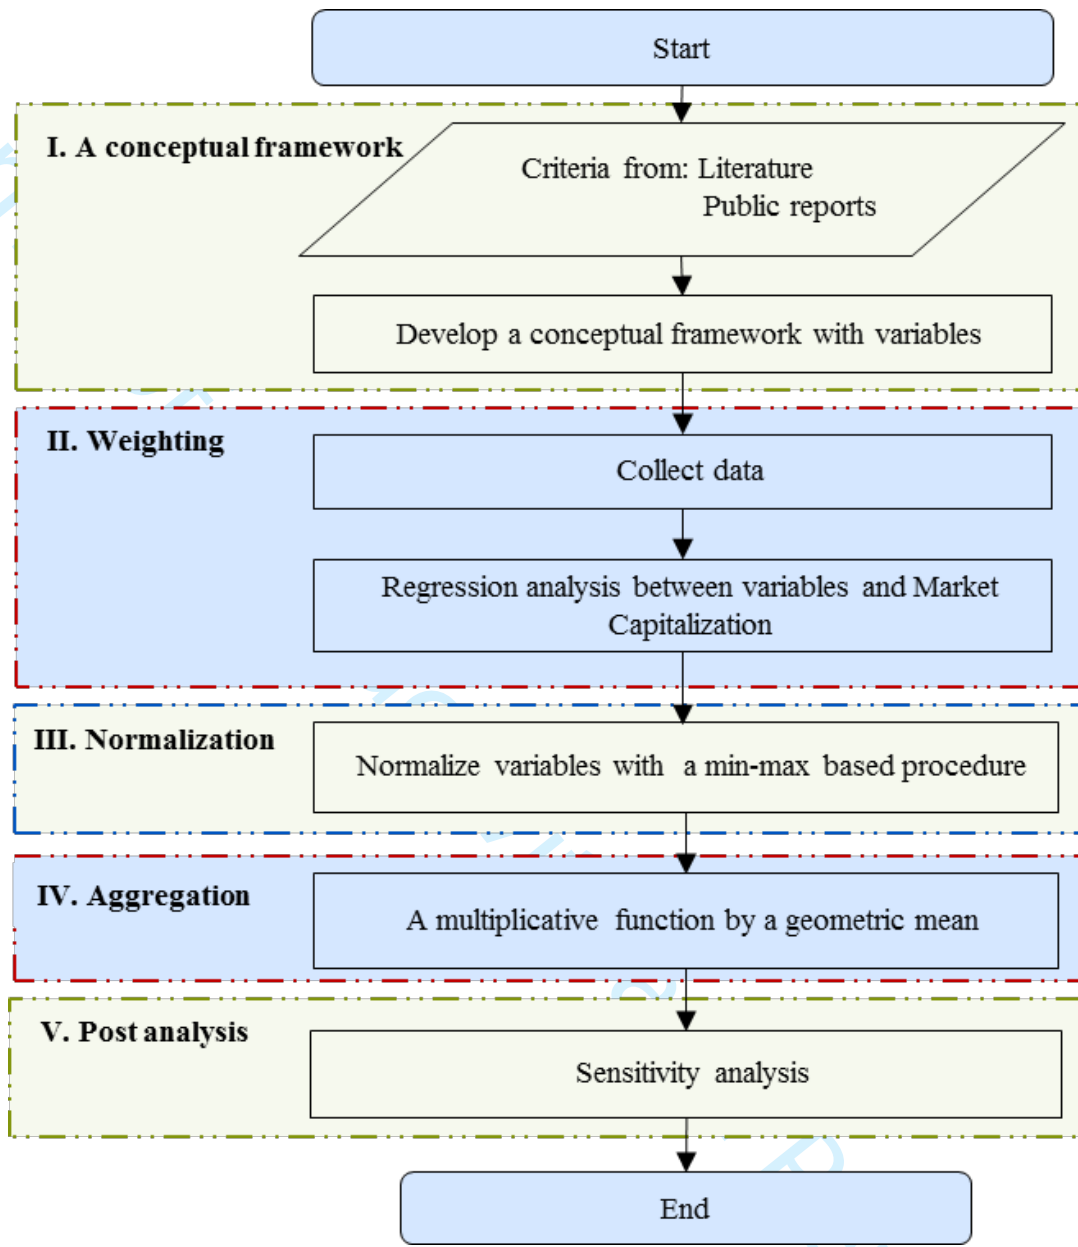 Start
I. A conceptual framework
Criteria from: Literature
Public reports
Develop a conceptual framework with variables
II. Weighting
Collect data
Regression analysis between variables and Market
Capitalization
III. Normalization
Normalize variables with a min-max based procedure
IV. Aggregation
A multiplicative function by a geometric mean
V. Post analysis
Sensitivity analysis
End